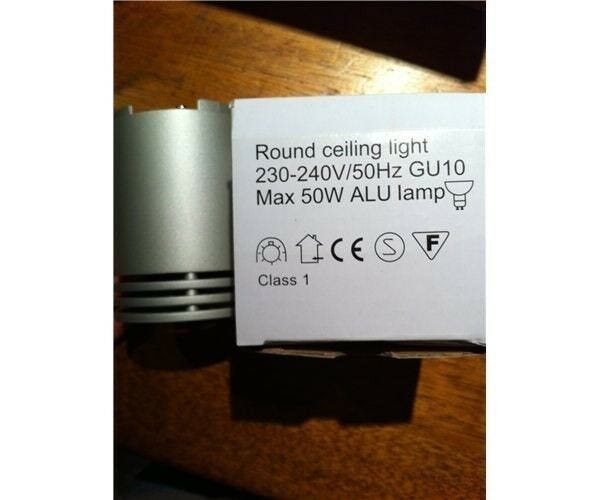 Round ceiling light
230-240V/50Hz GU10
Max 50W ALU lamp
CE S F
Class 1